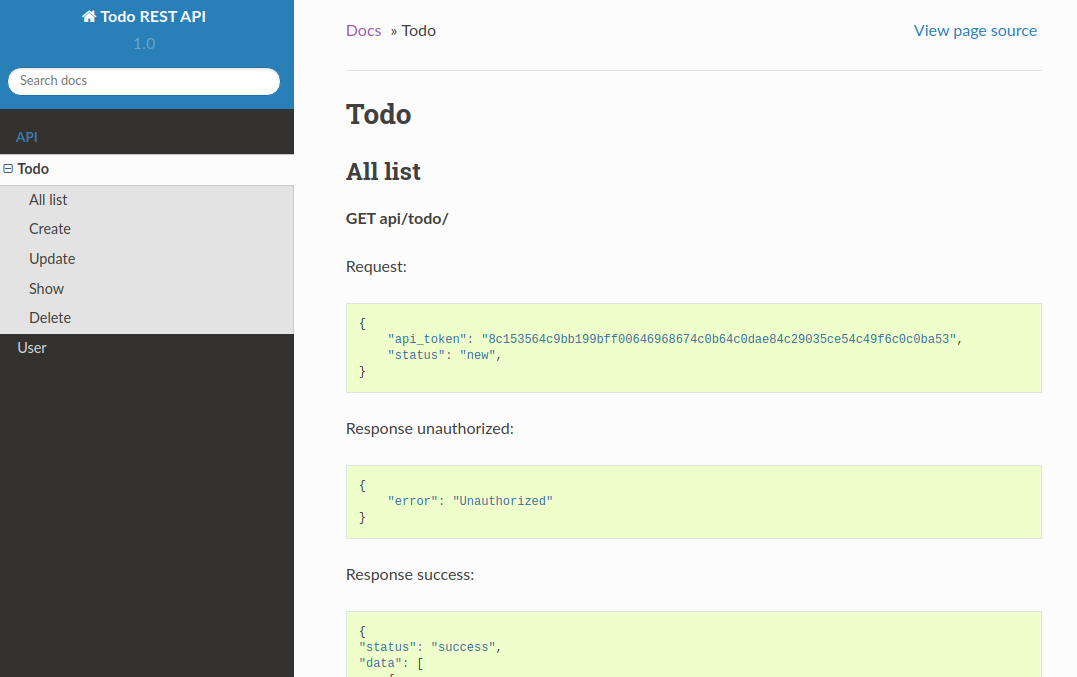 Todo REST API
1.0
Search docs
API
Todo
All list
Create
Update
Show
Delete
User
Docs » Todo
View page source
Todo
All list
GET api/todo/
Request:
{
    "api_token": "8c153564c9bb199bff00646968674c0b64c0dae84c29035ce54c49f6c0c0ba53",
    "status": "new",
}
Response unauthorized:
{
    "error": "Unauthorized"
}
Response success:
{
"status": "success",
"data": [